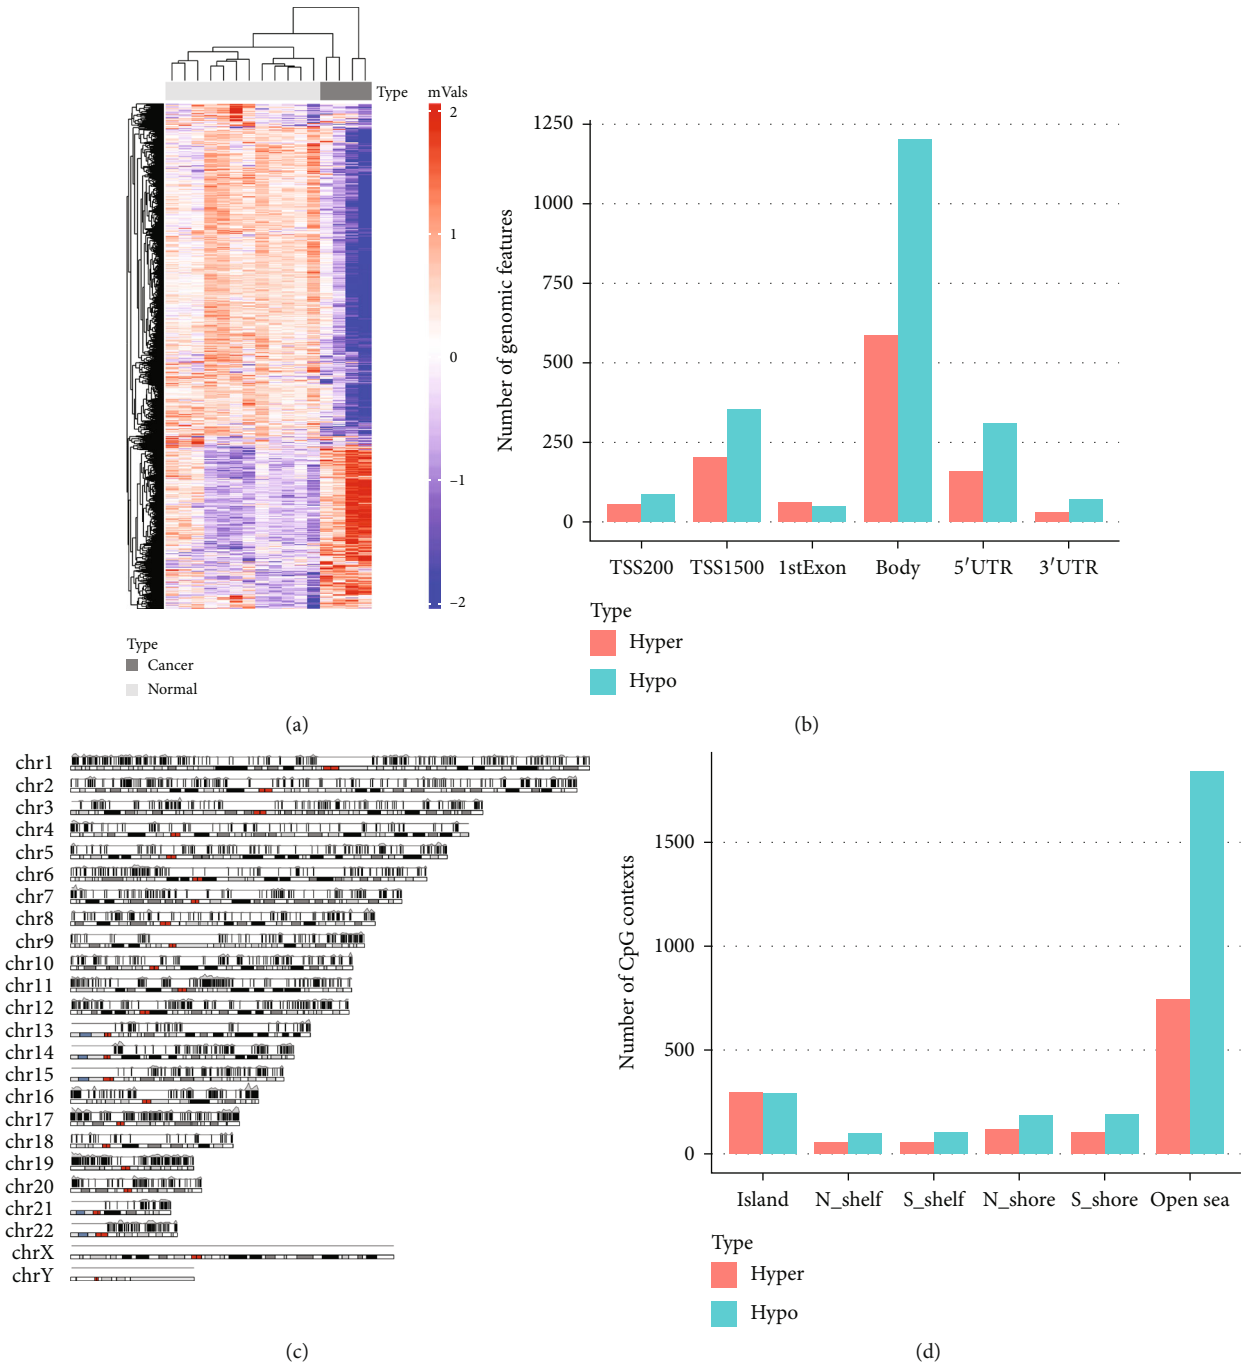 Type
mVals
2
1
0
−1
−2
Type
Cancer
Normal
(a)
Number of genomic features
1250
1000
750
500
250
0
TSS200 TSS1500 1stExon Body 5′UTR 3′UTR
Type
Hyper
Hypo
(b)
chr1
chr2
chr3
chr4
chr5
chr6
chr7
chr8
chr9
chr10
chr11
chr12
chr13
chr14
chr15
chr16
chr17
chr18
chr19
chr20
chr21
chr22
chrX
chrY
(c)
Number of CpG contexts
1500
1000
500
0
Island N_shelf S_shelf N_shore S_shore Open sea
Type
Hyper
Hypo
(d)